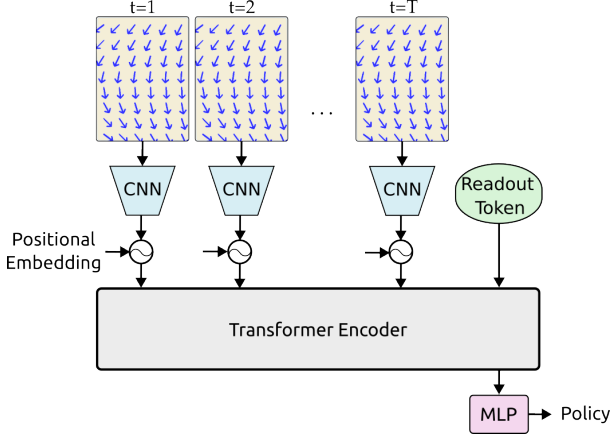 t=1
t=2
t=T
...
CNN
CNN
CNN
Readout
Token
Positional
Embedding
Transformer Encoder
MLP
Policy